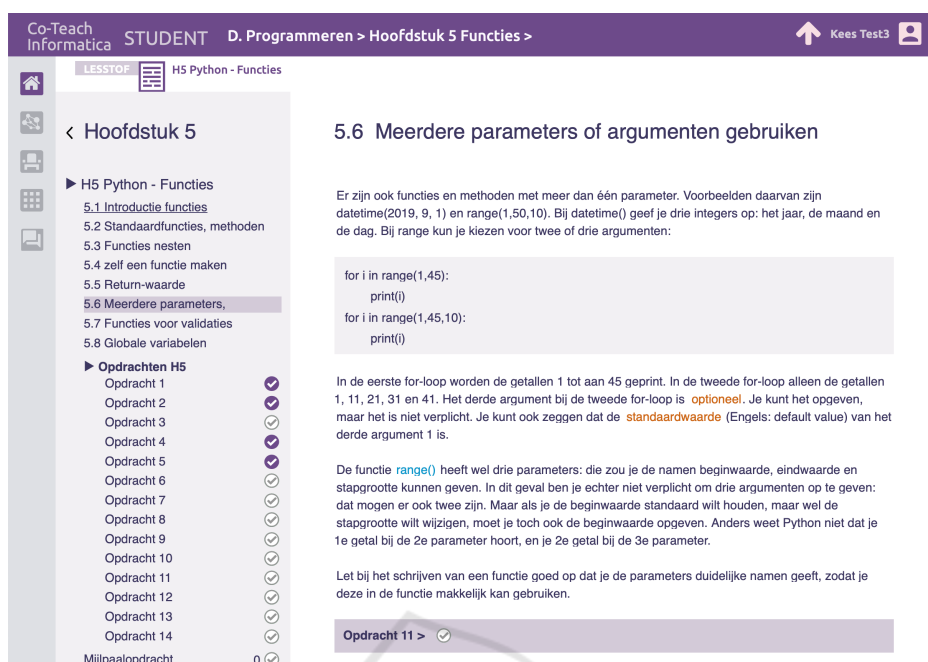 Co-Teach
Informatica
STUDENT
D. Programmeren > Hoofdstuk 5 Functies >
Kees Test3
LESSTOF
H5 Python - Functies
< Hoofdstuk 5
H5 Python - Functies
5.1 Introductie functies
5.2 Standaardfuncties, methoden
5.3 Functies nesten
5.4 zelf een functie maken
5.5 Return-waarde
5.6 Meerdere parameters,
5.7 Functies voor validaties
5.8 Globale variabelen
Opdrachten H5
Opdracht 1
Opdracht 2
Opdracht 3
Opdracht 4
Opdracht 5
Opdracht 6
Opdracht 7
Opdracht 8
Opdracht 9
Opdracht 10
Opdracht 11
Opdracht 12
Opdracht 13
Opdracht 14
Mijlpaalopdracht 0
5.6 Meerdere parameters of argumenten gebruiken
Er zijn ook functies en methoden met meer dan één parameter. Voorbeelden daarvan zijn
datetime(2019, 9, 1) en range(1,50,10). Bij datetime() geef je drie integers op: het jaar, de maand en
de dag. Bij range kun je kiezen voor twee of drie argumenten:
for i in range(1,45):
print(i)
for i in range(1,45,10):
print(i)
In de eerste for-loop worden de getallen 1 tot aan 45 geprint. In de tweede for-loop alleen de getallen
1, 11, 21, 31 en 41. Het derde argument bij de tweede for-loop is optioneel. Je kunt het opgeven,
maar het is niet verplicht. Je kunt ook zeggen dat de standaardwaarde (Engels: default value) van het
derde argument 1 is.
De functie range() heeft wel drie parameters: die zou je de namen beginwaarde, eindwaarde en
stapgrootte kunnen geven. In dit geval ben je echter niet verplicht om drie argumenten op te geven:
dat mogen er ook twee zijn. Maar als je de beginwaarde standaard wilt houden, maar wel de
stapgrootte wilt wijzigen, moet je toch ook de beginwaarde opgeven. Anders weet Python niet dat je
1e getal bij de 2e parameter hoort, en je 2e getal bij de 3e parameter.
Let bij het schrijven van een functie goed op dat je de parameters duidelijke namen geeft, zodat je
deze in de functie makkelijk kan gebruiken.
Opdracht 11 >